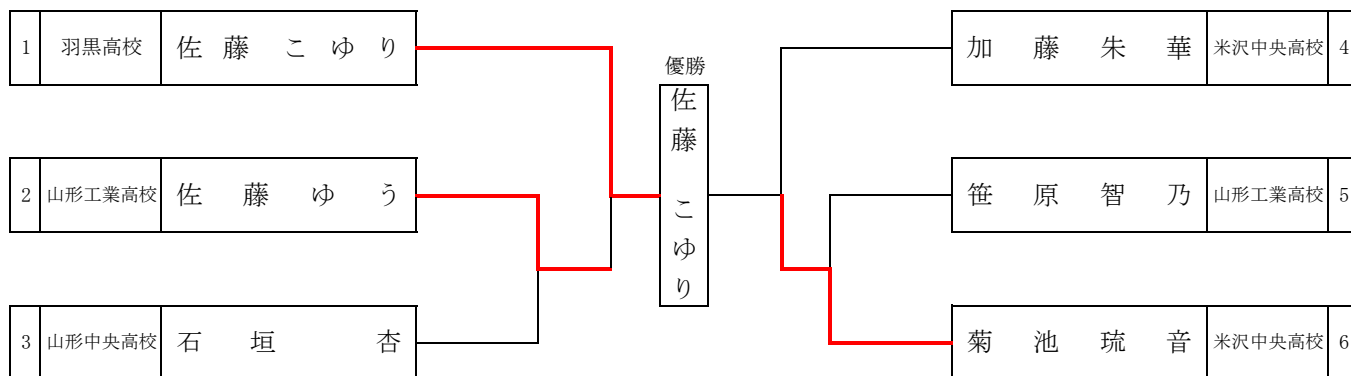 1 羽黒高校 佐藤こゆり
2 山形工業高校 佐藤ゆう
3 山形中央高校 石垣 杏
優勝
佐藤 こゆり
加藤朱華 米沢中央高校 4
笹原智乃 山形工業高校 5
菊池琉音 米沢中央高校 6